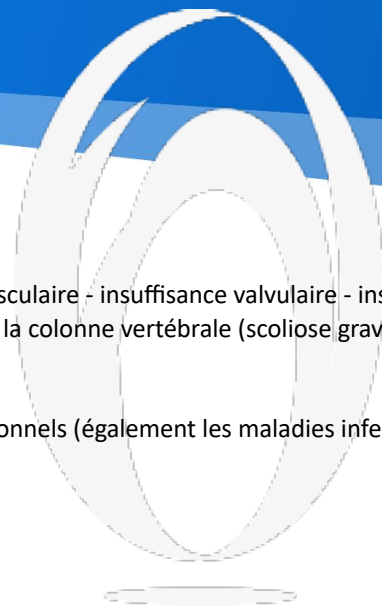 sculaire - insuffisance valvulaire - ins
la colonne vertébrale (scoliose grav
onnels (également les maladies infe